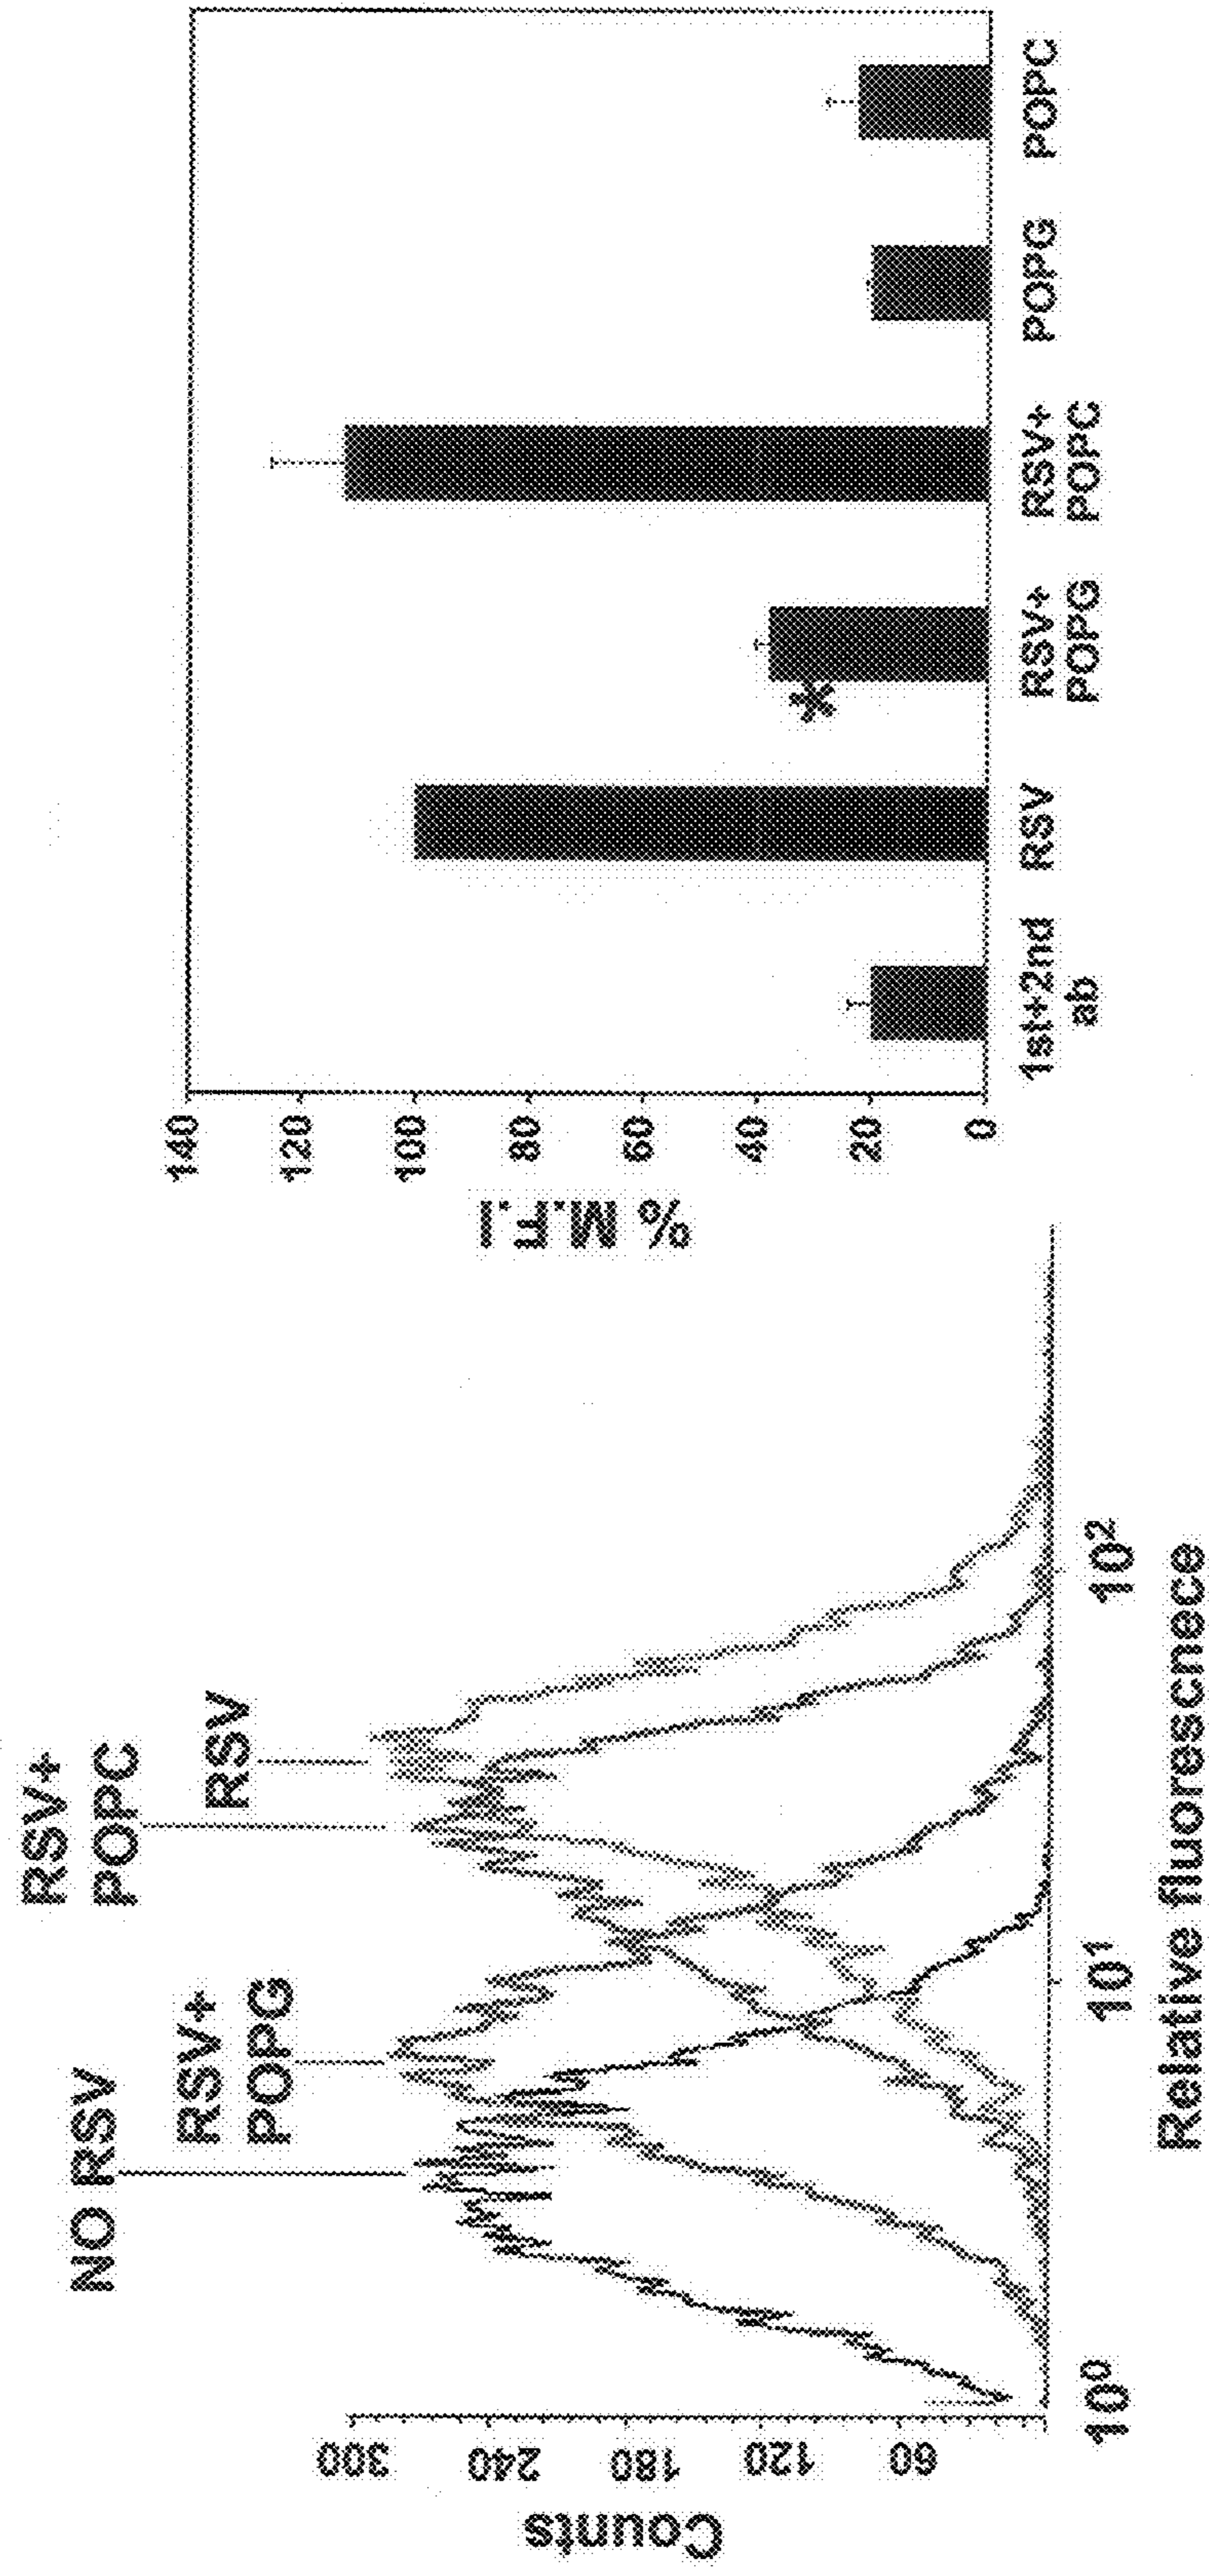 NO RSV
RSV+
POPG
RSV+
POPC
RSV
Counts
300
240
180
120
60
10⁰
10¹
10²
Relative fluorescnece
% M.F.I
140
120
100
80
60
40
20
0
*
1st+2nd
ab
RSV
RSV+
POPG
RSV+
POPC
POPG
POPC